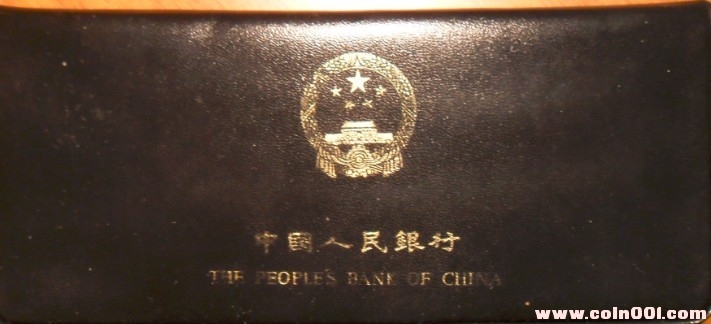 中國人民銀行
THE PEOPLE'S BANK OF CHINA
www.coin001.com